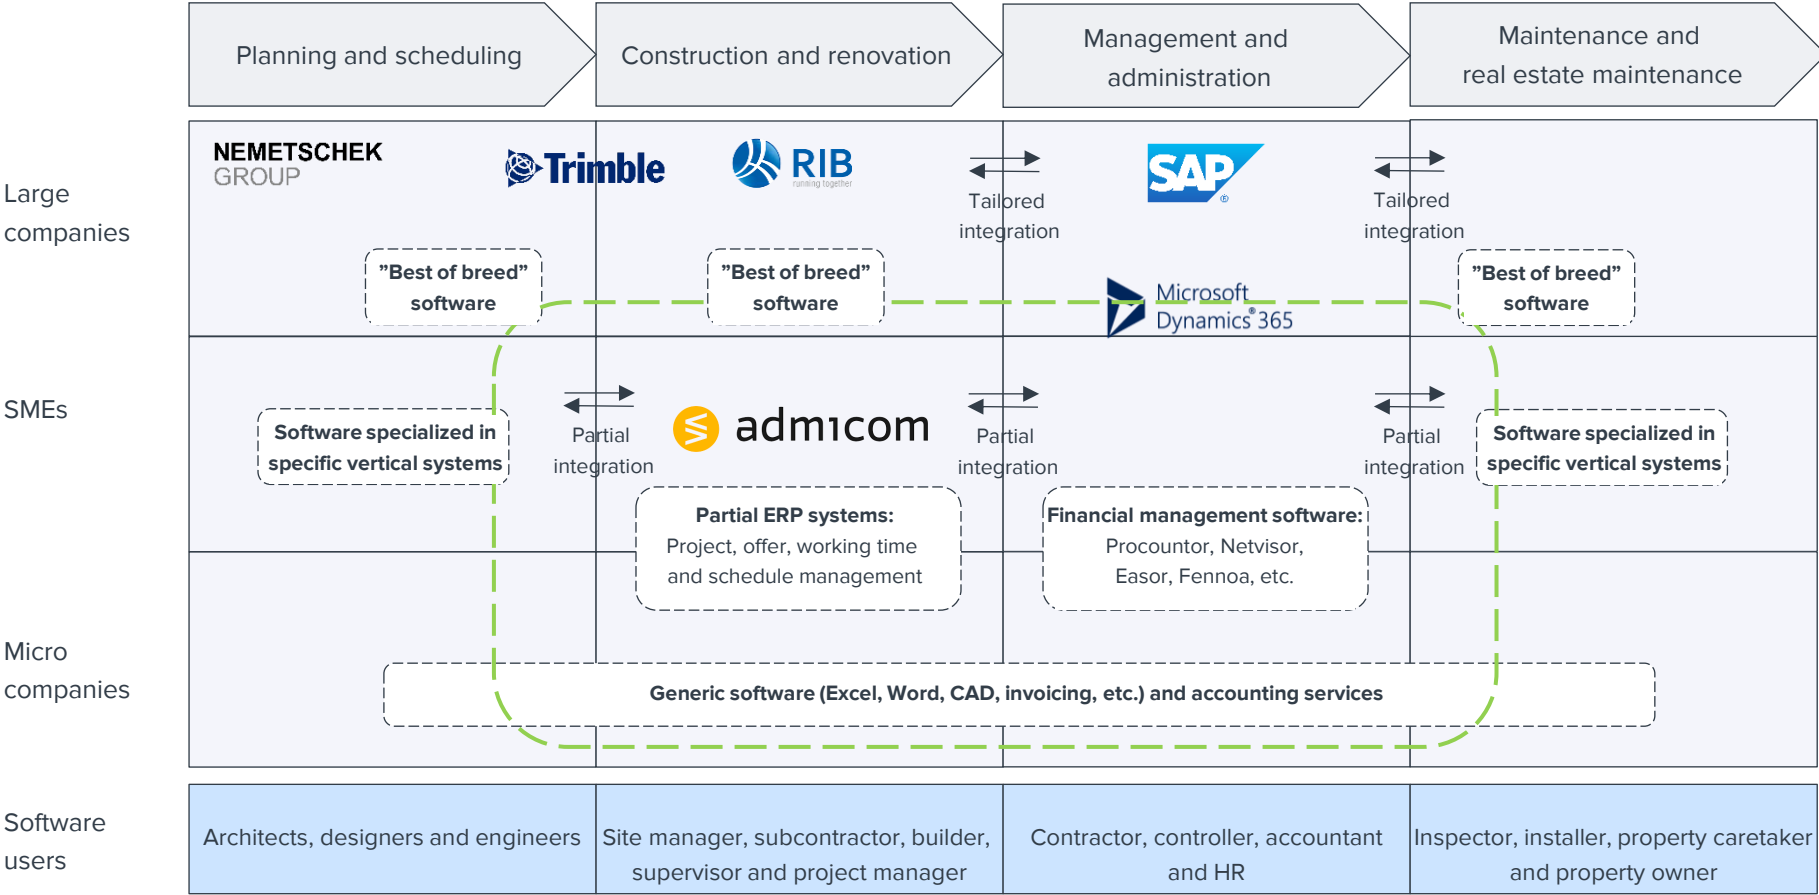 Planning and scheduling
Construction and renovation
Management and
administration
Maintenance and
real estate maintenance
Large
companies
NEMETSCHEK
GROUP
Trimble
RIB
running together
Tailored
integration
SAP
®
Tailored
integration
"Best of breed"
software
"Best of breed"
software
Microsoft
Dynamics® 365
"Best of breed"
software
SMEs
Software specialized in
specific vertical systems
Partial
integration
admicom
Partial
integration
Partial
integration
Software specialized in
specific vertical systems
Partial ERP systems:
Project, offer, working time
and schedule management
Financial management software:
Procountor, Netvisor,
Easor, Fennoa, etc.
Micro
companies
Generic software (Excel, Word, CAD, invoicing, etc.) and accounting services
Software
users
Architects, designers and engineers
Site manager, subcontractor, builder,
supervisor and project manager
Contractor, controller, accountant
and HR
Inspector, installer, property caretaker
and property owner